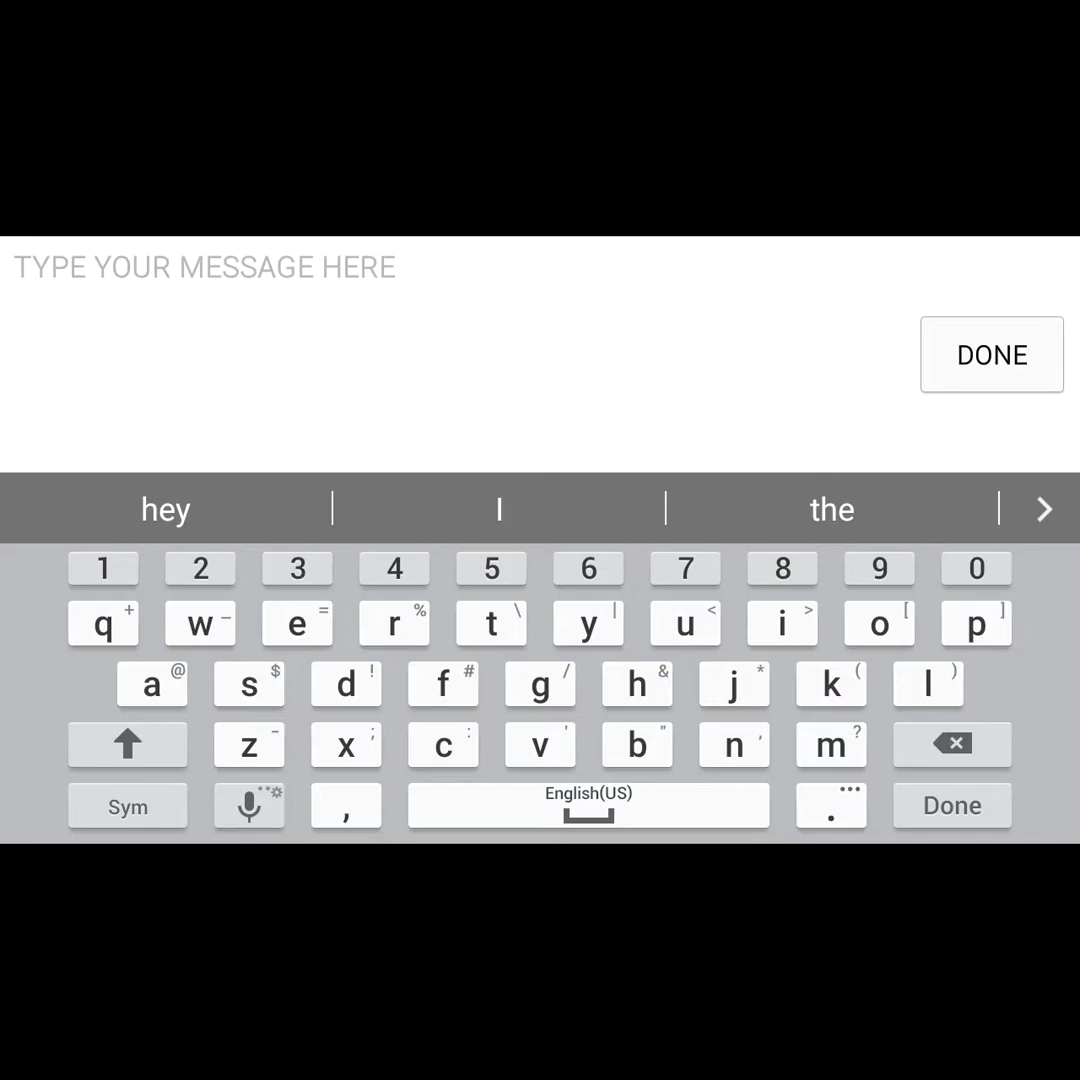 TYPE YOUR MESSAGE HERE
DONE
hey I the
1 2 3 4 5 6 7 8 9 0
q + w _ e = r % t \ y | u < i > o [ p ]
a @ s $ d ! f # g / h & j * k ( l )
z - x ; c : v ' b " n , m ?
Sym , English(US) . Done